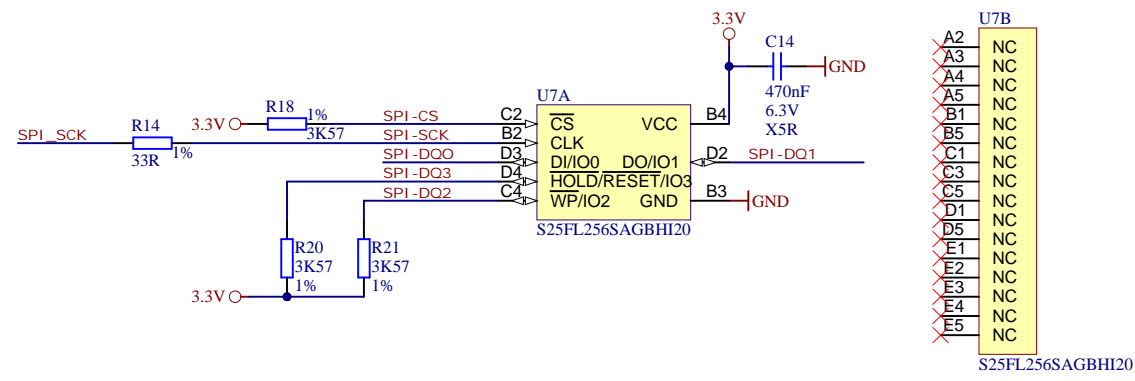 3.3V
C14
GND
470nF
6.3V
X5R
U7A
R18
1%
3.3V
3K57
SPI-CS
C2
CS
VCC
B4
SPI_SCK
R14
33R
1%
SPI-SCK
B2
CLK
SPI-DQ0
D3
DI/IO0
DO/IO1
D2
SPI-DQ1
SPI-DQ3
D4
HOLD/RESET/IO3
SPI-DQ2
C4
WP/IO2
GND
B3
GND
S25FL256SAGBHI20
R20
3K57
1%
R21
3K57
1%
3.3V
U7B
A2 NC
A3 NC
A4 NC
A5 NC
B1 NC
B5 NC
C1 NC
C3 NC
C5 NC
D1 NC
D5 NC
E1 NC
E2 NC
E3 NC
E4 NC
E5 NC
S25FL256SAGBHI20